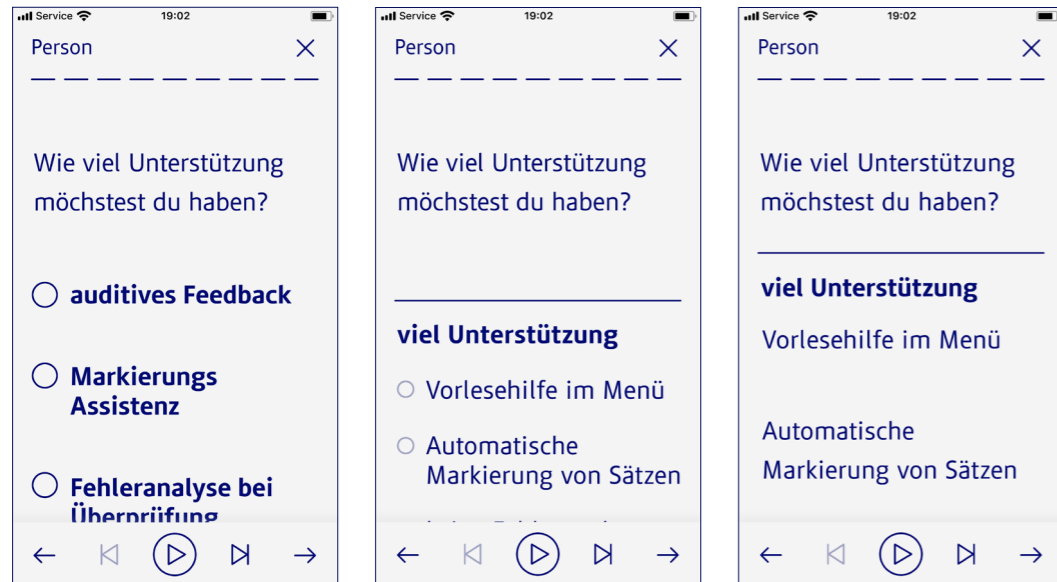 Service 19:02
Person
Wie viel Unterstützung
möchstest du haben?
auditives Feedback
Markierungs
Assistenz
Fehleranalyse bei
Überprüfung
Service 19:02
Person
Wie viel Unterstützung
möchstest du haben?
viel Unterstützung
Vorlesehilfe im Menü
Automatische
Markierung von Sätzen
Service 19:02
Person
Wie viel Unterstützung
möchstest du haben?
viel Unterstützung
Vorlesehilfe im Menü
Automatische
Markierung von Sätzen